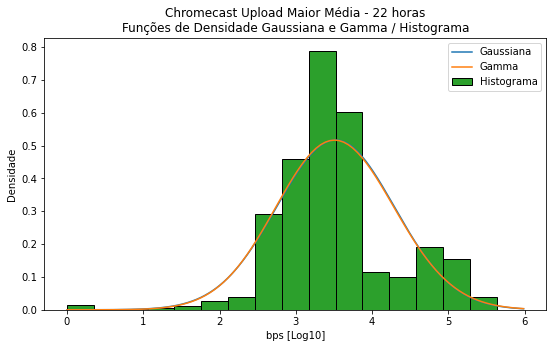 Chromecast Upload Maior Média - 22 horas
Funções de Densidade Gaussiana e Gamma / Histograma
Gaussiana
Gamma
Histograma
Densidade
0.8
0.7
0.6
0.5
0.4
0.3
0.2
0.1
0.0
0 1 2 3 4 5 6
bps [Log10]